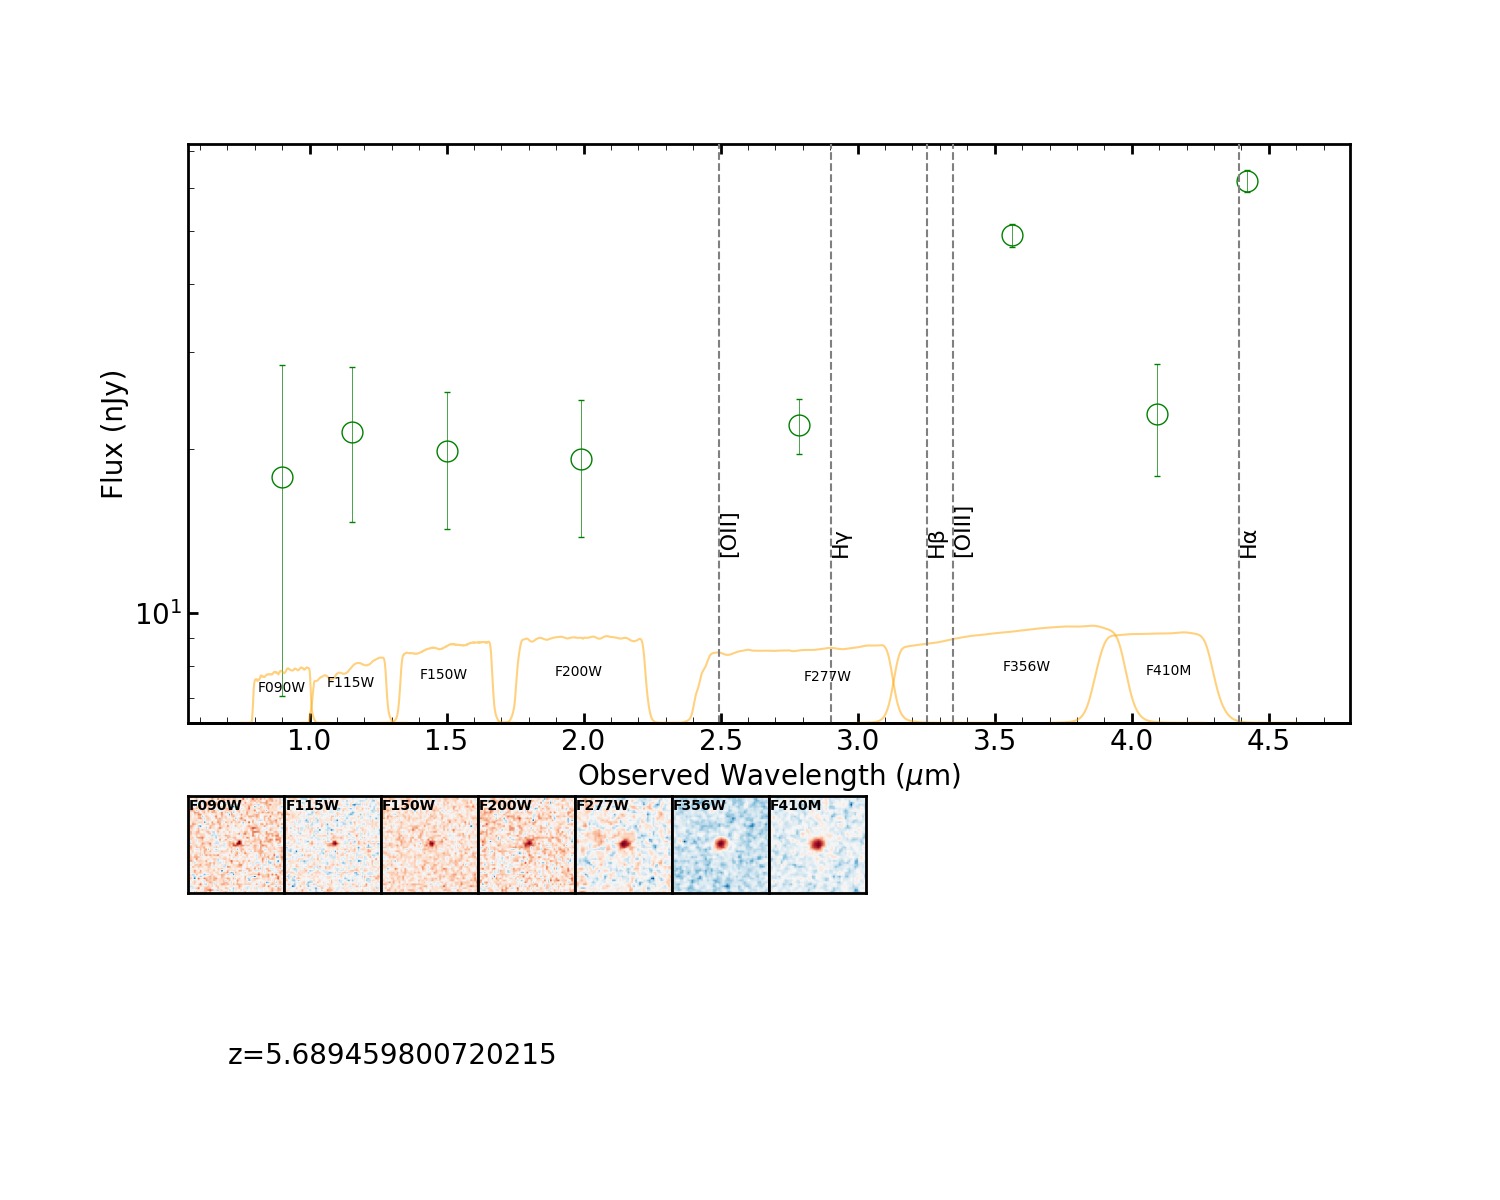 Flux (nJy)
10¹
[OII]
Hγ
Hβ
[OIII]
Hα
F090W
F115W
F150W
F200W
F277W
F356W
F410M
1.0 1.5 2.0 2.5 3.0 3.5 4.0 4.5
Observed Wavelength (μm)
F090W F115W F150W F200W F277W F356W F410M
z=5.689459800720215